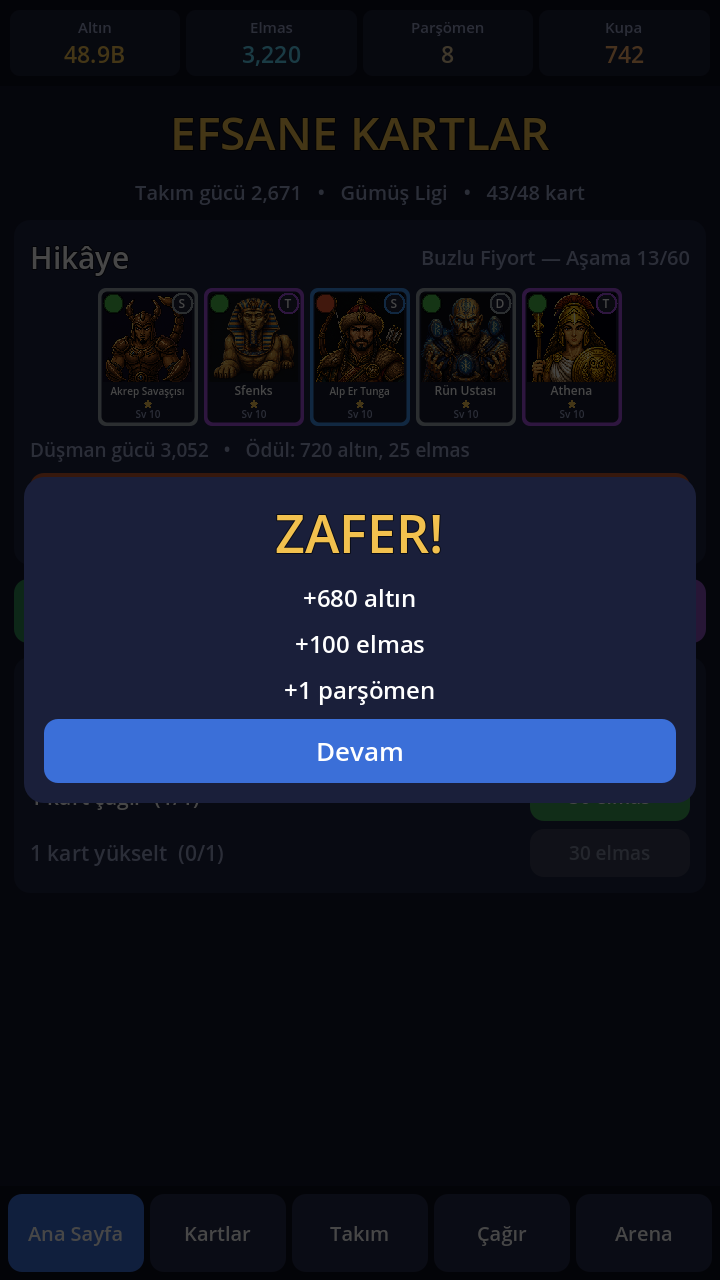 Altın Elmas Parşömen Kupa
48.9B 3,220 8 742
EFSANE KARTLAR
Takım gücü 2,671 • Gümüş Ligi • 43/48 kart
Hikâye Buzlu Fiyort — Aşama 13/60
S T S D T
Akrep Savaşçısı Sfenks Alp Er Tunga Rün Ustası Athena
Sv 10 Sv 10 Sv 10 Sv 10 Sv 10
Düşman gücü 3,052 • Ödül: 720 altın, 25 elmas
ZAFER!
+680 altın
+100 elmas
+1 parşömen
Devam
1 kart yükselt (0/1) 30 elmas
Ana Sayfa Kartlar Takım Çağır Arena